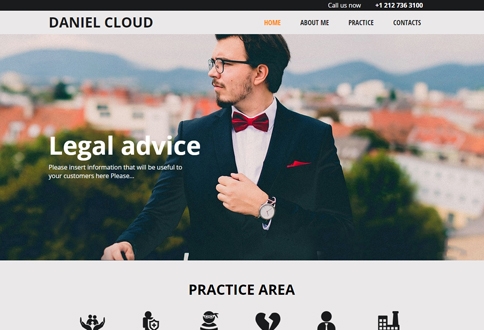 Call us now +1 212 736 3100
DANIEL CLOUD
HOME ABOUT ME PRACTICE CONTACTS
Legal advice
Please insert information that will be useful to
your customers here Please...
PRACTICE AREA